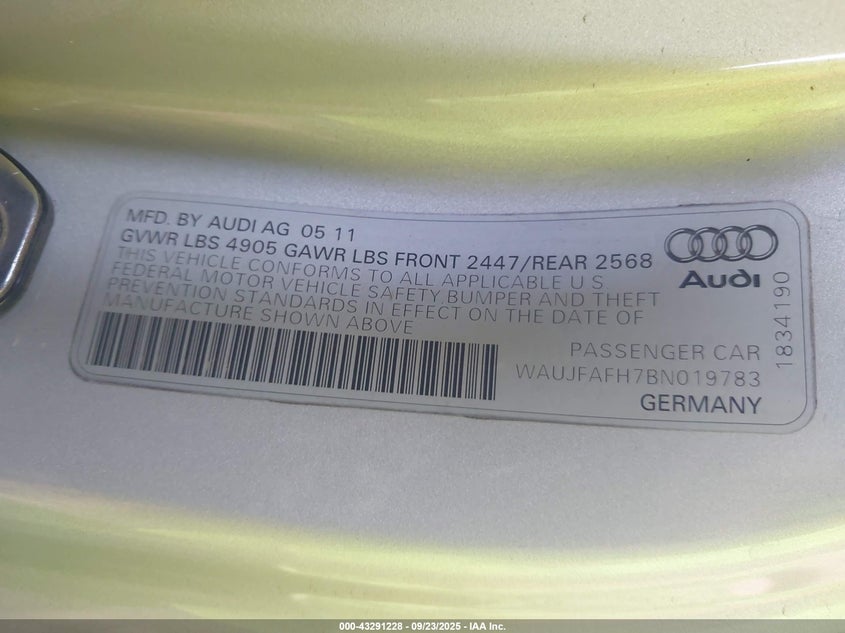 MFD. BY AUDI AG 05 11
GVWR LBS 4905 GAWR LBS FRONT 2447/REAR 2568
THIS VEHICLE CONFORMS TO ALL APPLICABLE U.S.
FEDERAL MOTOR VEHICLE SAFETY,BUMPER AND THEFT
PREVENTION STANDARDS IN EFFECT ON THE DATE OF
MANUFACTURE SHOWN ABOVE
Audi
1834190
PASSENGER CAR
WAUJFAFH7BN019783
GERMANY
000-43291228 - 09/23/2025 - IAA Inc.